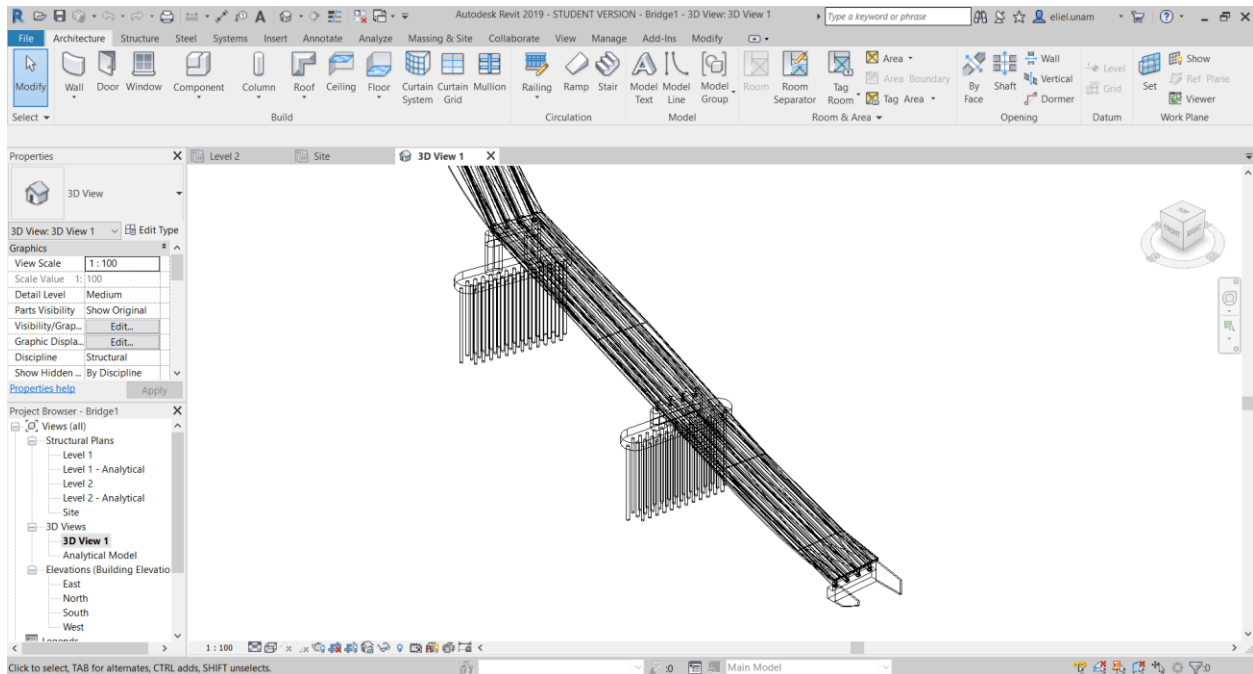 Autodesk Revit 2019 - STUDENT VERSION - Bridge1 - 3D View: 3D View 1
Type a keyword or phrase
eliel.unam
File Architecture Structure Steel Systems Insert Annotate Analyze Massing & Site Collaborate View Manage Add-Ins Modify
Modify
Wall Door Window Component Column Roof Ceiling Floor Curtain System Curtain Grid Mullion
Railing Ramp Stair
Model Text Model Line Model Group
Room Room Separator Tag Room
Area
Area Boundary
Tag Area
By Face Shaft
Wall
Vertical
Dormer
Level
Grid
Set
Show
Ref Plane
Viewer
Select Build Circulation Model Room & Area Opening Datum Work Plane
Properties
Level 2 Site 3D View 1
3D View
3D View: 3D View 1 Edit Type
Graphics
View Scale 1 : 100
Scale Value 1: 100
Detail Level Medium
Parts Visibility Show Original
Visibility/Grap... Edit...
Graphic Displa... Edit...
Discipline Structural
Show Hidden ... By Discipline
Properties help Apply
Project Browser - Bridge1
Views (all)
Structural Plans
Level 1
Level 1 - Analytical
Level 2
Level 2 - Analytical
Site
3D Views
3D View 1
Analytical Model
Elevations (Building Elevatio
East
North
South
West
Legends
TOP
FRONT RIGHT
1 : 100
Click to select, TAB for alternates, CTRL adds, SHIFT unselects.
:0 Main Model
:0